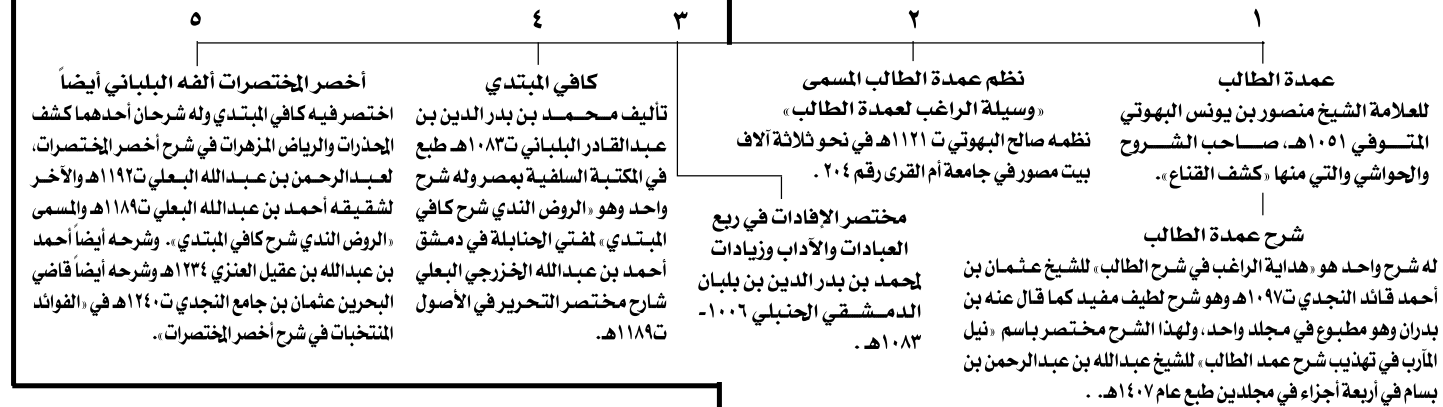 ١
عمدة الطالب
للعلامة الشيخ منصور بن يونس البهوتي
المتــوفي ١٠٥١هـ، صــاحب الشــروح
والحواشي والتي منها «كشف القناع».
شرح عمدة الطالب
له شرح واحد هو «هداية الراغب في شرح الطالب» للشيخ عثمان بن
أحمد قائد النجدي ت١٠٩٧هـ وهو شرح لطيف مفيد كما قال عنه بن
بدران وهو مطبوع في مجلد واحد، ولهذا الشرح مختصر باسم «نيل
المآرب في تهذيب شرح عمد الطالب» للشيخ عبدالله بن عبدالرحمن بن
بسام في أربعة أجزاء في مجلدين طبع عام ١٤٠٧هـ. .
٢
نظم عمدة الطالب المسمى
«وسيلة الراغب لعمدة الطالب»
نظمه صالح البهوتي ت ١١٢١هـ في نحو ثلاثة آلاف
بيت مصور في جامعة أم القرى رقم ٢٠٤ .
٣
مختصر الإفادات في ربع
العبادات والآداب وزيادات
لمحمد بن بدر الدين بن بلبان
الدمــشــقي الحنبلي ١٠٠٦-
١٠٨٣هـ .
٤
كافي المبتدي
تأليف محــمــد بن بدر الدين بن
عبدالقادر البلباني ت١٠٨٣هـ طبع
في المكتبة السلفية بمصر وله شرح
واحد وهو «الروض الندي شرح كافي
المبتدي» لمفتي الحنابلة في دمشق
أحمد بن عبدالله الخزرجي البعلي
شارح مختصر التحرير في الأصول
ت١١٨٩هـ.
٥
أخصر المختصرات ألفه البلباني أيضاً
اختصر فيه كافي المبتدي وله شرحان أحدهما كشف
المخدرات والرياض المزهرات في شرح أخصر المختصرات،
لعبدالرحمن بن عبدالله البعلي ت١١٩٢هـ والآخر
لشقيقه أحمد بن عبدالله البعلي ت١١٨٩هـ والمسمى
«الروض الندي شرح كافي المبتدي». وشرحه أيضاً أحمد
بن عبدالله بن عقيل العنزي ١٢٣٤هـ وشرحه أيضاً قاضي
البحرين عثمان بن جامع النجدي ت١٢٤٠هـ في «الفوائد
المنتخبات في شرح أخصر المختصرات».